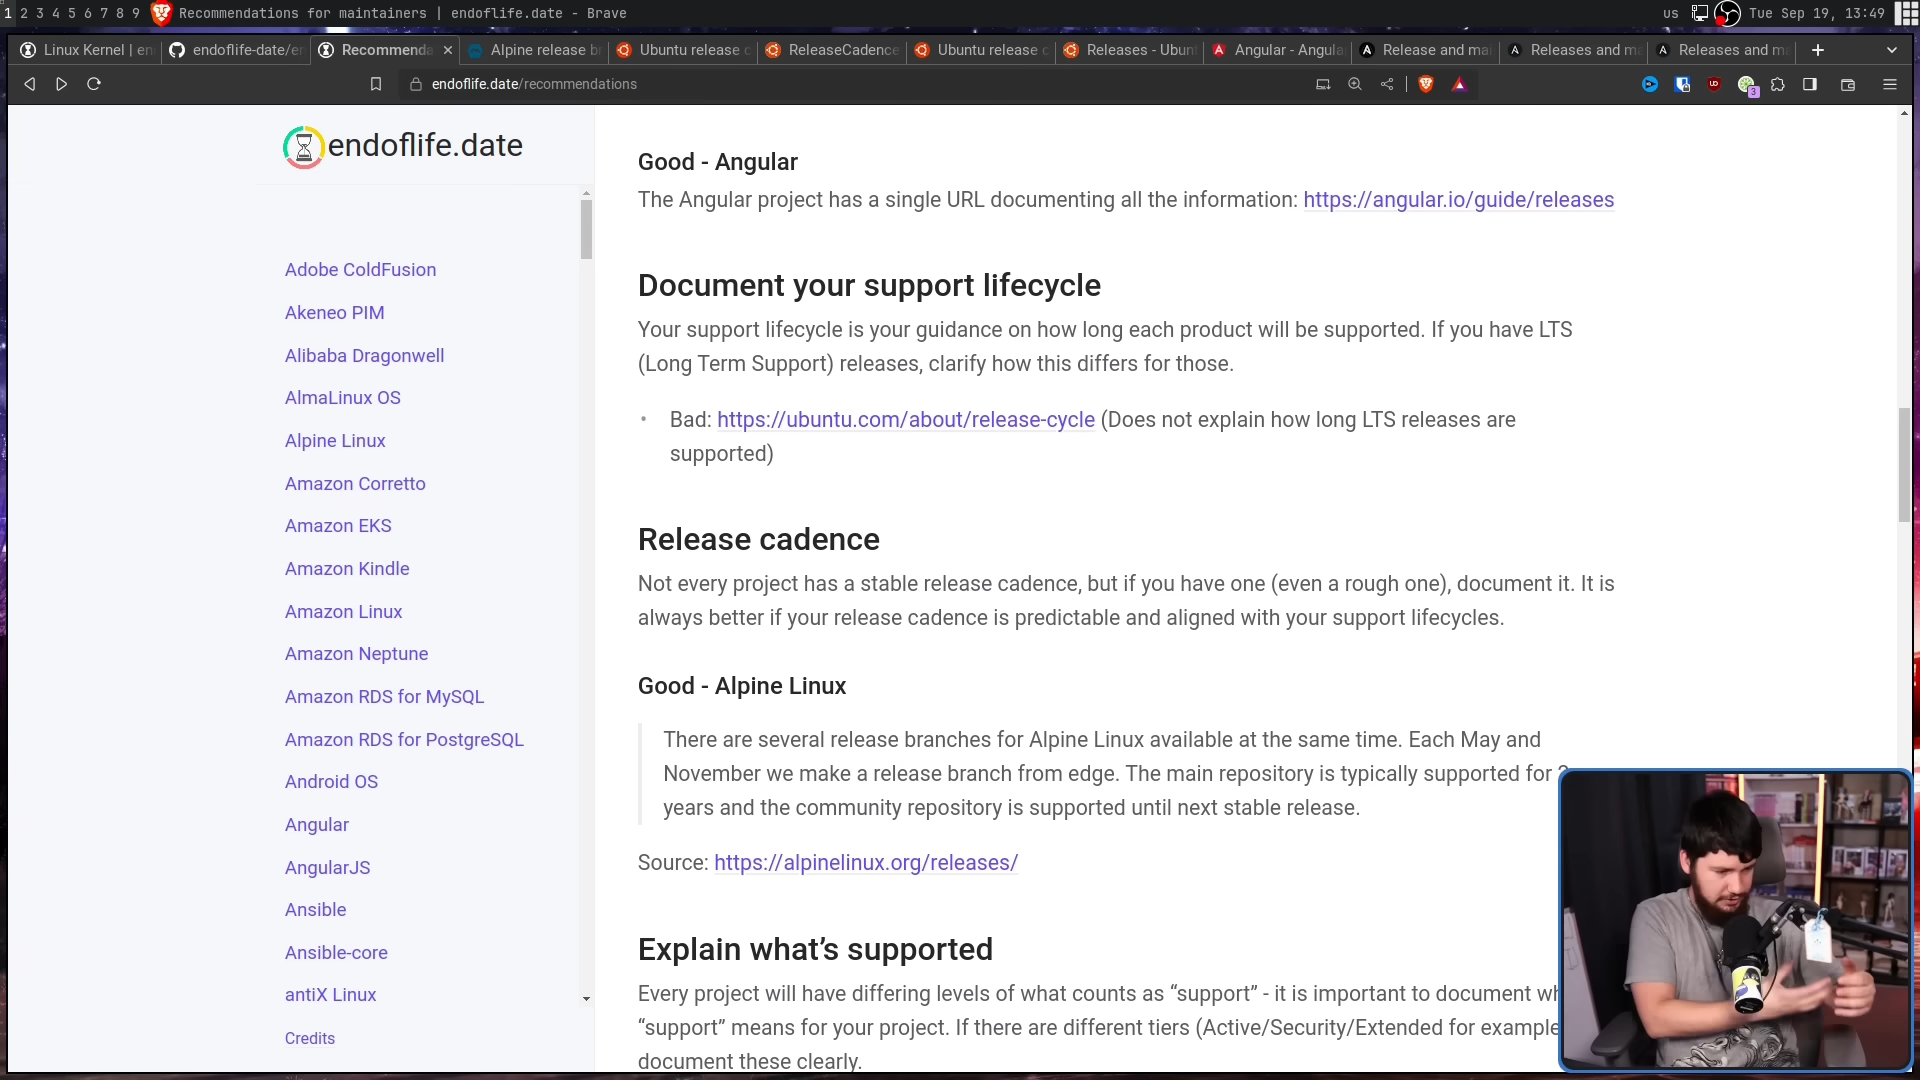 1 2 3 4 5 6 7 8 9 Recommendations for maintainers | endoflife.date - Brave us Tue Sep 19, 13:49
Linux Kernel | en endoflife-date/er Recommenda Alpine release b Ubuntu release c ReleaseCadence Ubuntu release c Releases - Ubunt Angular - Angula Release and mai Releases and ma Releases and ma
endoflife.date/recommendations
3
endoflife.date
Adobe ColdFusion
Akeneo PIM
Alibaba Dragonwell
AlmaLinux OS
Alpine Linux
Amazon Corretto
Amazon EKS
Amazon Kindle
Amazon Linux
Amazon Neptune
Amazon RDS for MySQL
Amazon RDS for PostgreSQL
Android OS
Angular
AngularJS
Ansible
Ansible-core
antiX Linux
Credits
Good - Angular
The Angular project has a single URL documenting all the information: https://angular.io/guide/releases
Document your support lifecycle
Your support lifecycle is your guidance on how long each product will be supported. If you have LTS
(Long Term Support) releases, clarify how this differs for those.
Bad: https://ubuntu.com/about/release-cycle (Does not explain how long LTS releases are
supported)
Release cadence
Not every project has a stable release cadence, but if you have one (even a rough one), document it. It is
always better if your release cadence is predictable and aligned with your support lifecycles.
Good - Alpine Linux
There are several release branches for Alpine Linux available at the same time. Each May and
November we make a release branch from edge. The main repository is typically supported for
years and the community repository is supported until next stable release.
Source: https://alpinelinux.org/releases/
Explain what’s supported
Every project will have differing levels of what counts as “support” - it is important to document
“support” means for your project. If there are different tiers (Active/Security/Extended for example
document these clearly.